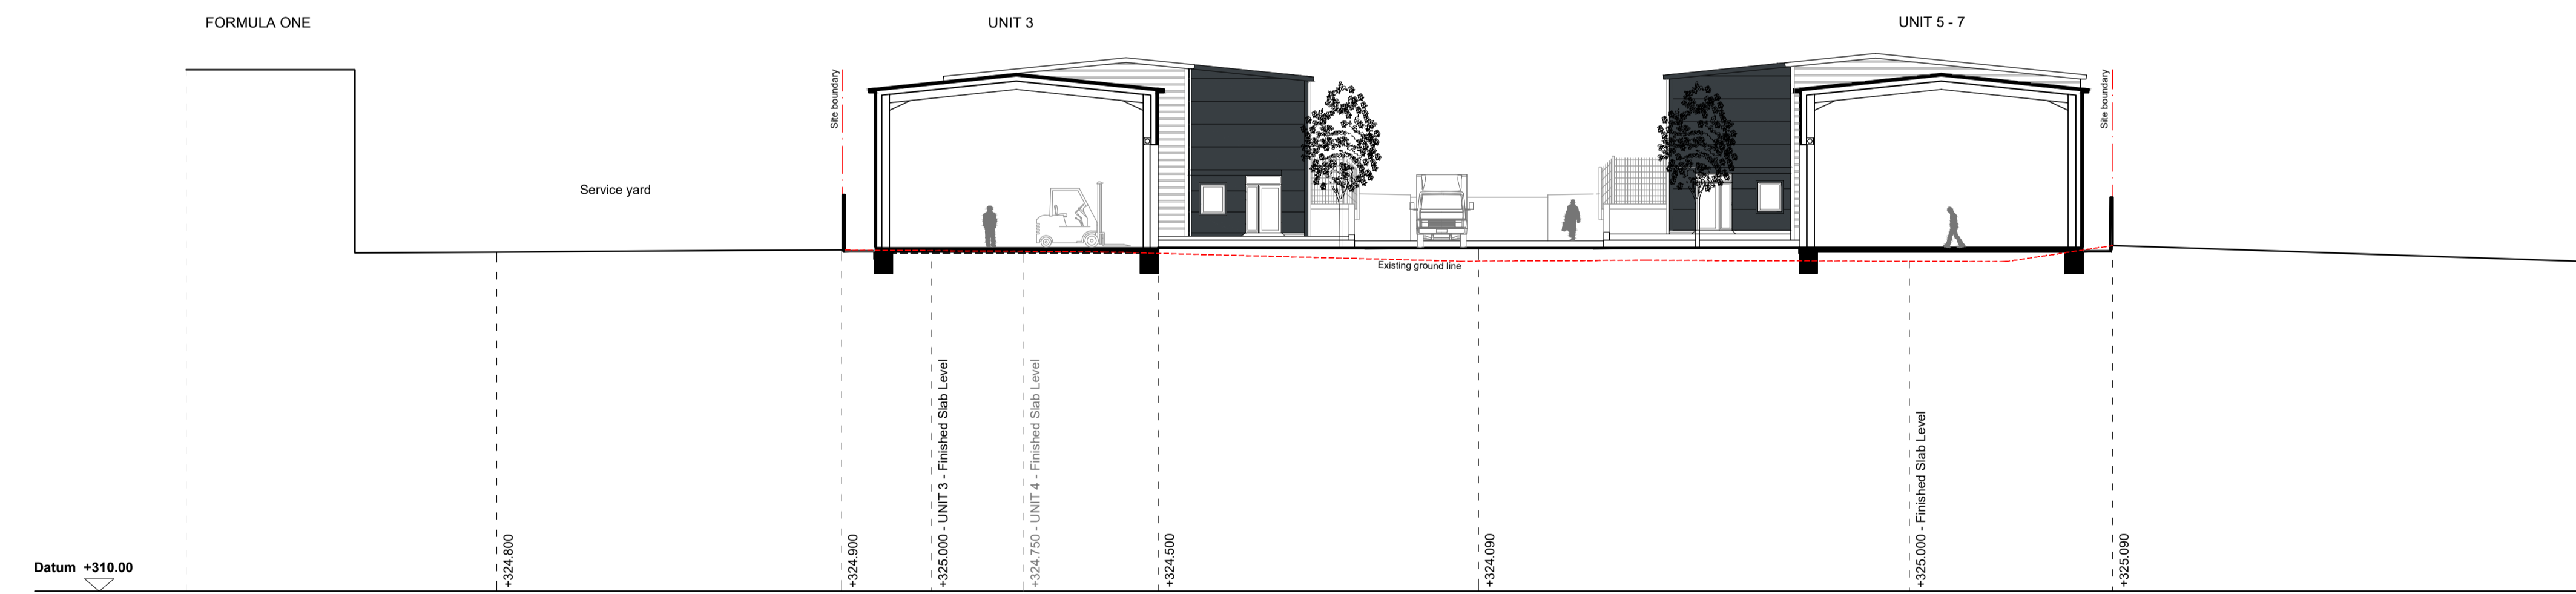 FORMULA ONE
UNIT 3
UNIT 5 - 7
Site boundary
Site boundary
Service yard
Existing ground line
+324.800
+324.900
+325.000 - UNIT 3 - Finished Slab Level
+324.750 - UNIT 4 - Finished Slab Level
+324.500
+324.090
+325.000 - Finished Slab Level
+325.090
Datum +310.00